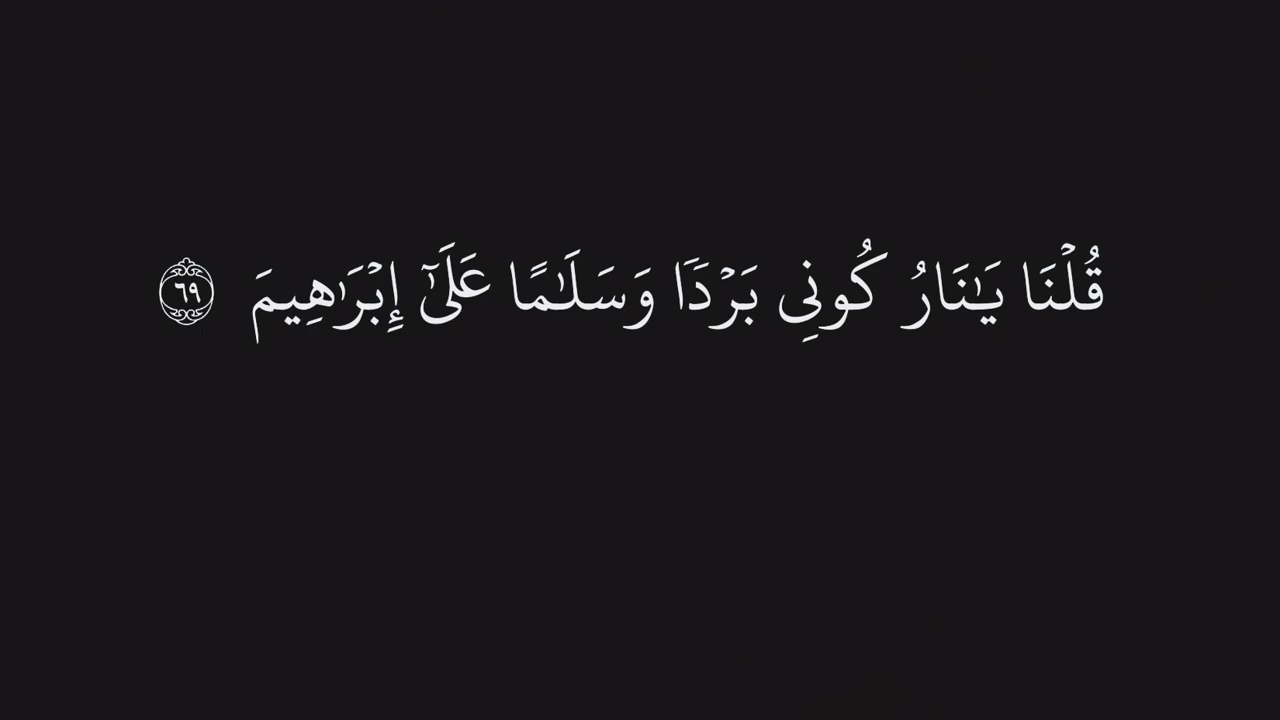 قُلْنَا يَـٰنَارُ كُونِى بَرْدًا وَسَلَـٰمًا عَلَىٰٓ إِبْرَٰهِيمَ ٦٩